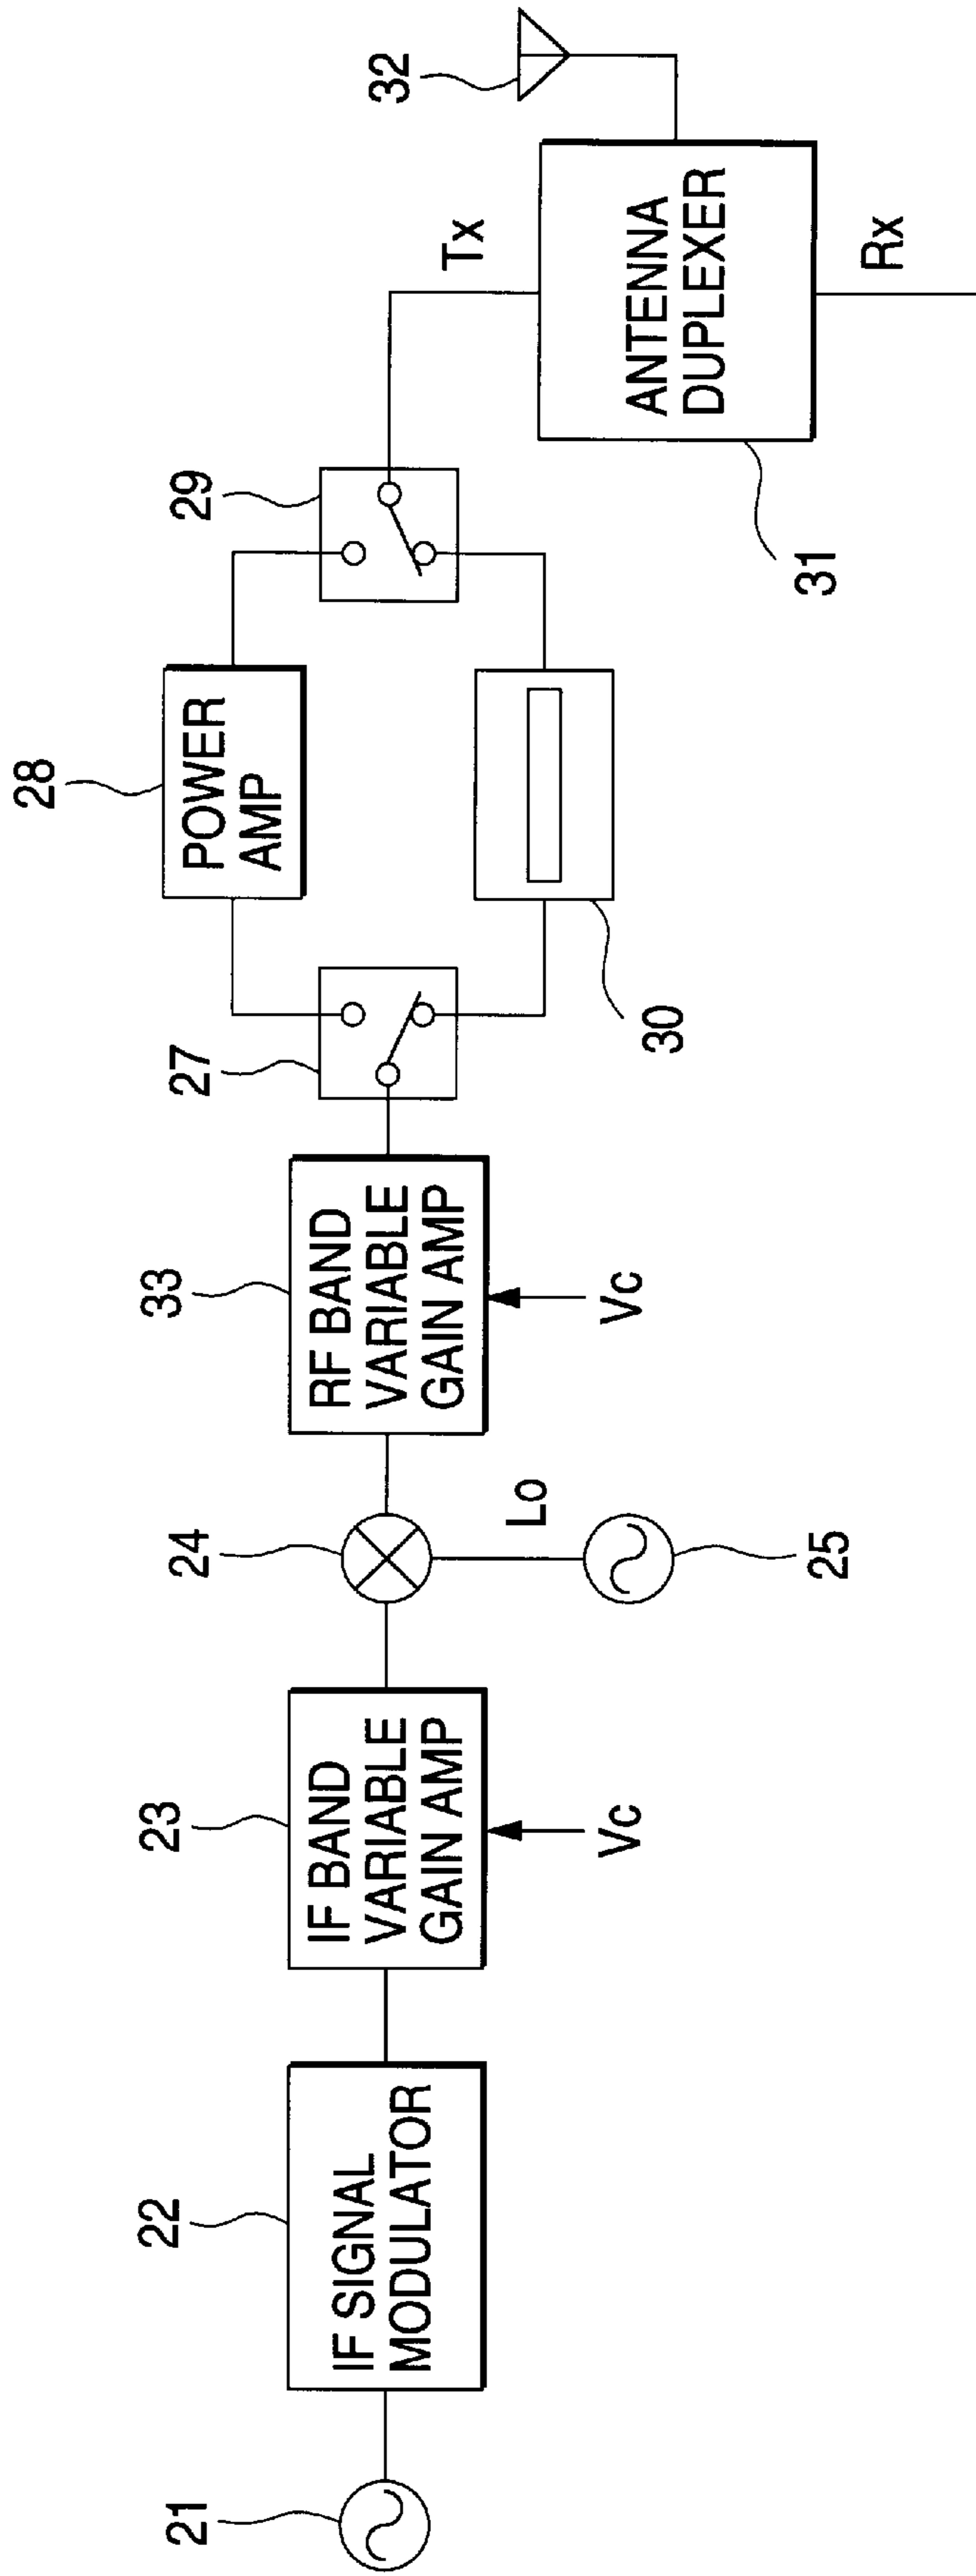 21
22
IF SIGNAL
MODULATOR
23
IF BAND
VARIABLE
GAIN AMP
Vc
24
Lo
25
33
RF BAND
VARIABLE
GAIN AMP
Vc
27
28
POWER
AMP
30
29
Tx
ANTENNA
DUPLEXER
31
Rx
32